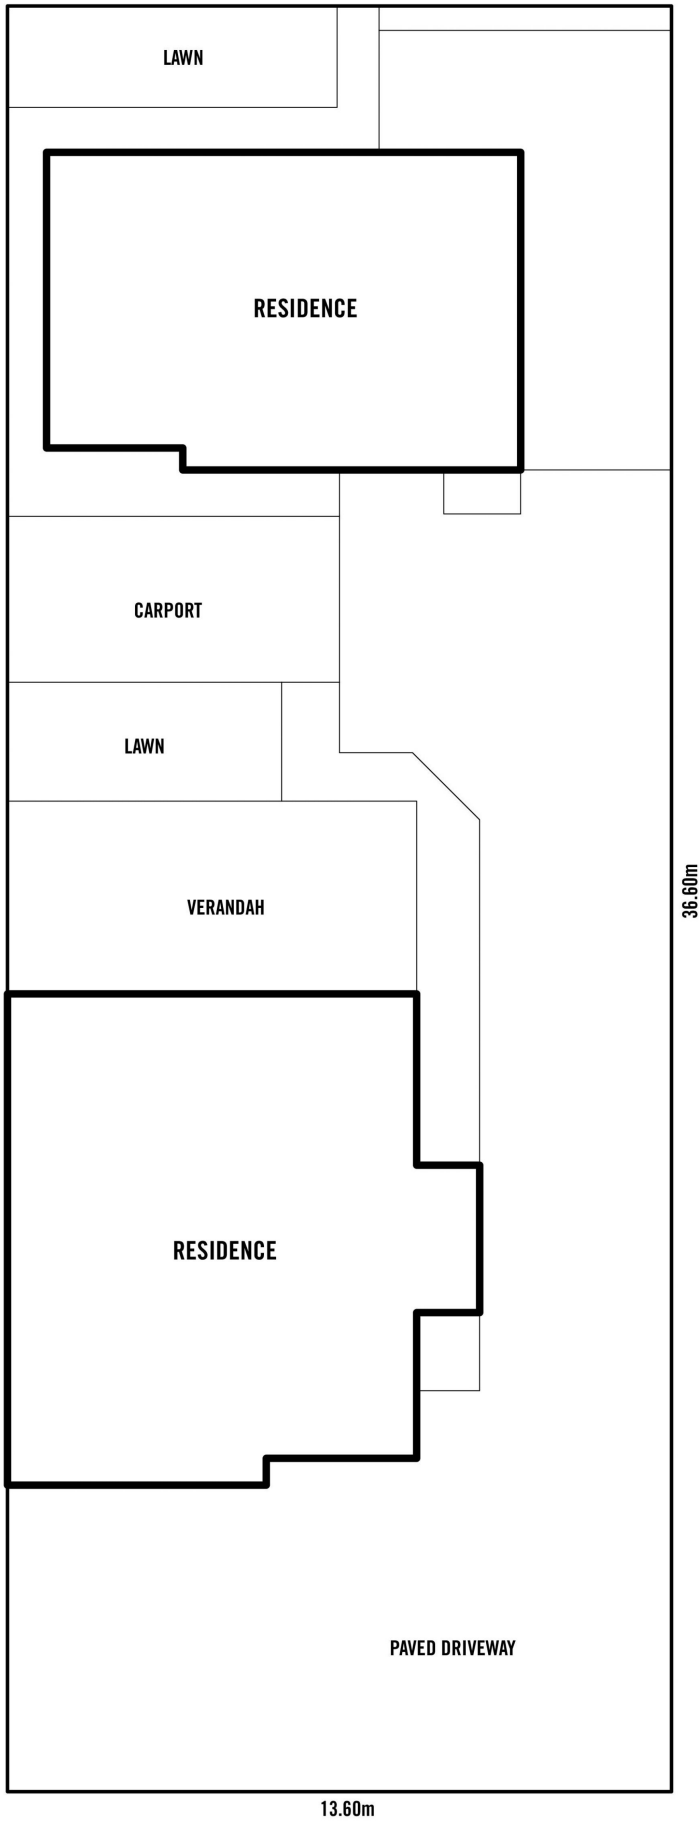 LAWN
RESIDENCE
CARPORT
LAWN
VERANDAH
36.60m
RESIDENCE
PAVED DRIVEWAY
13.60m